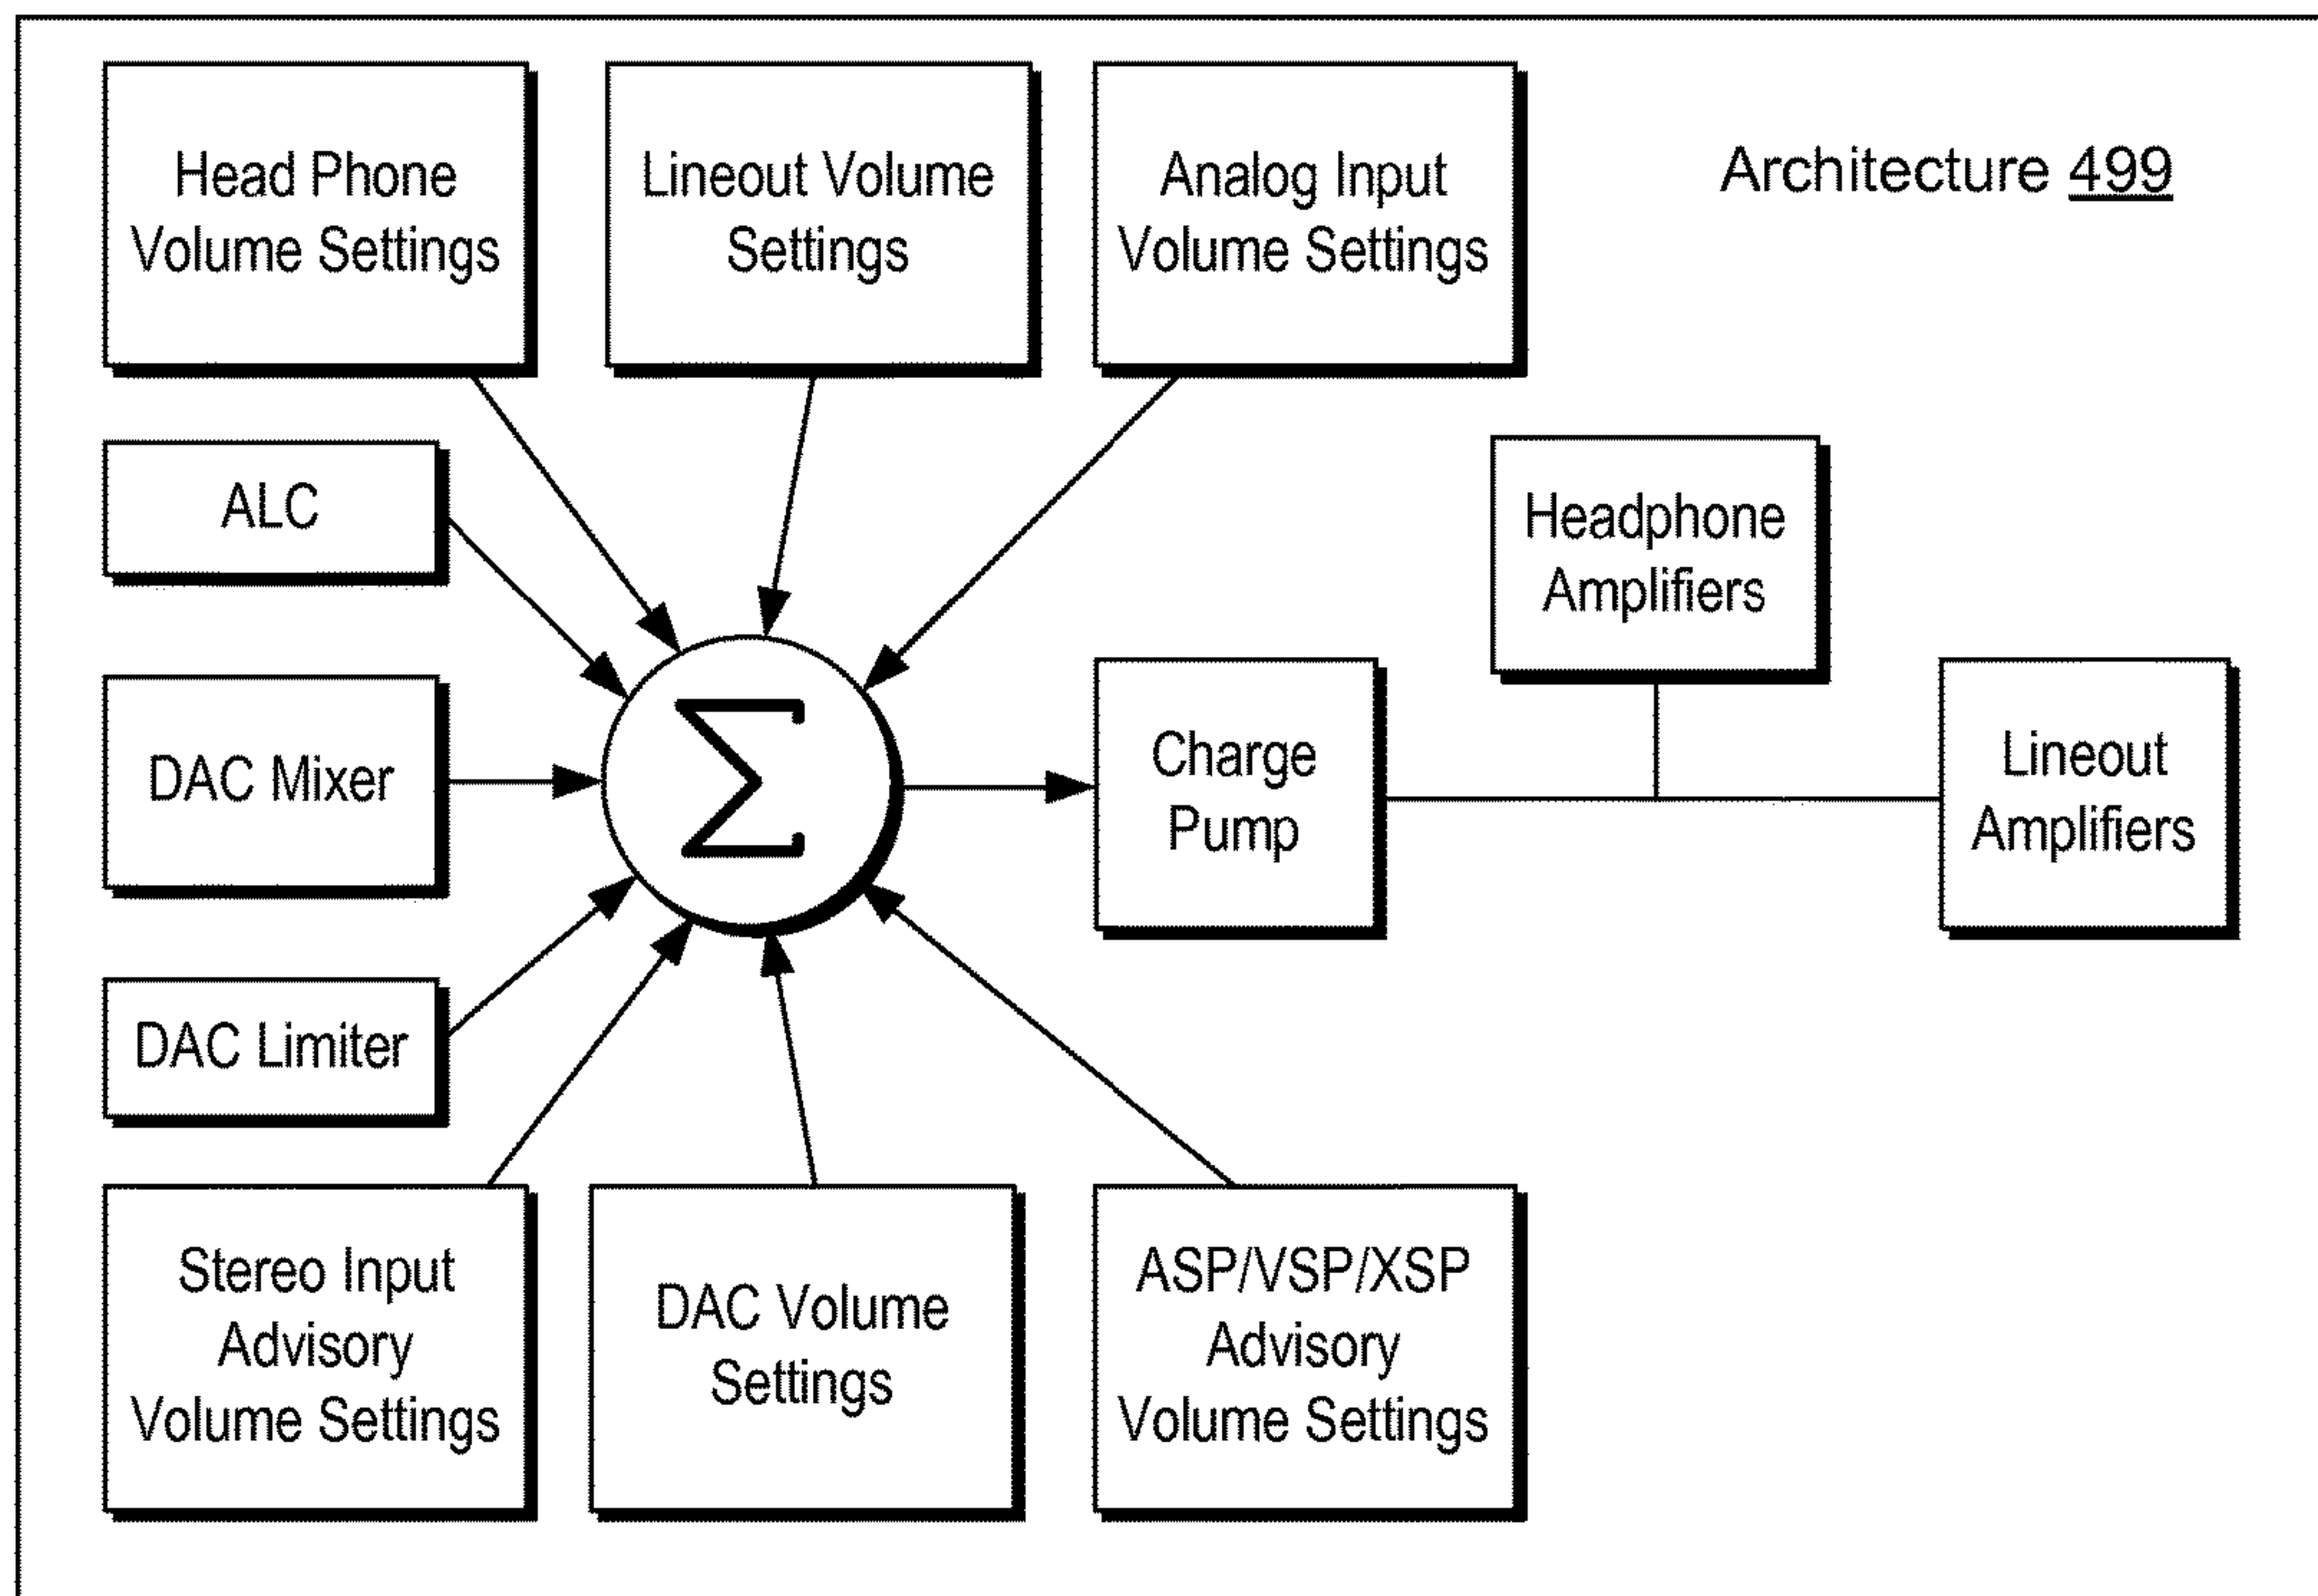 Head Phone
Volume Settings
Lineout Volume
Settings
Analog Input
Volume Settings
Architecture 499
ALC
Headphone
Amplifiers
DAC Mixer
Σ
Charge
Pump
Lineout
Amplifiers
DAC Limiter
Stereo Input
Advisory
Volume Settings
DAC Volume
Settings
ASP/VSP/XSP
Advisory
Volume Settings